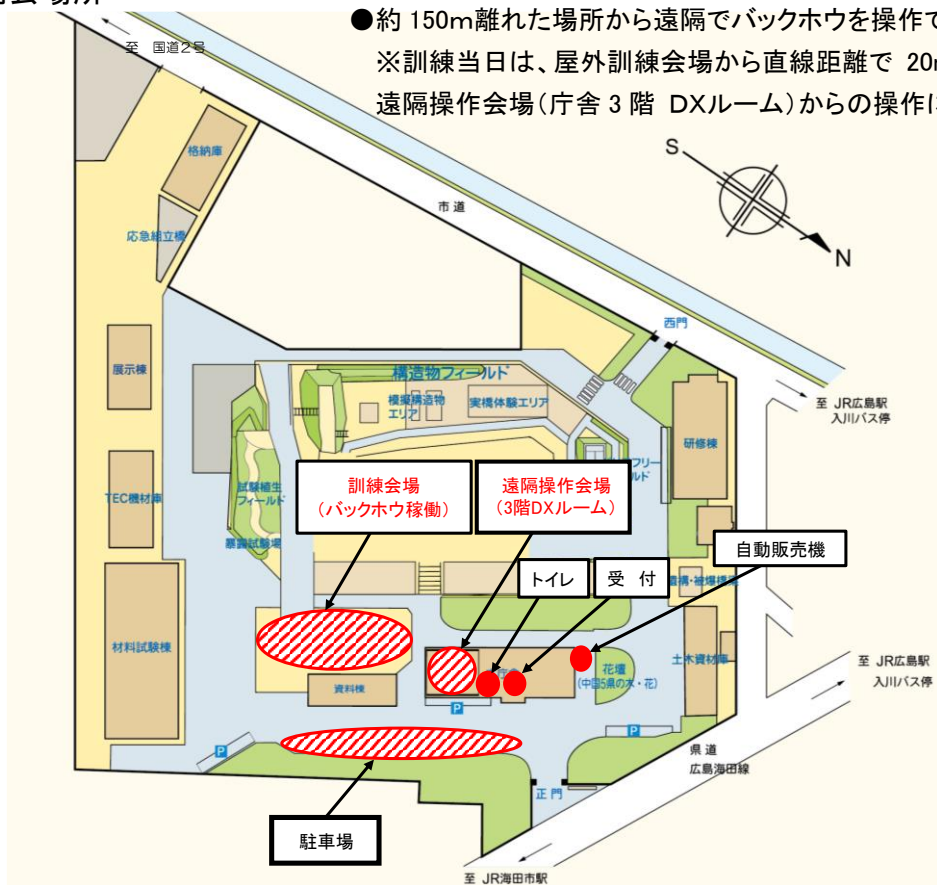 ●約 150m離れた場所から遠隔でバックホウを操作で
※訓練当日は、屋外訓練会場から直線距離で 20m
遠隔操作会場(庁舎3階 DXルーム)からの操作に
至 国道2号
格納庫
市道
S
N
応急組立橋
西門
展示棟
構造物フィールド
模擬構造物
エリア
実橋体験エリア
至 JR広島駅
入川バス停
研修棟
フリー
ルド
TEC機材庫
試験植生
フィールド
訓練会場
(バックホウ稼働)
遠隔操作会場
(3階DXルーム)
暴露試験場
自動販売機
トイレ
受 付
遺構・被爆橋
材料試験棟
資料棟
花壇
(中国5県の木・花)
土木資材庫
至 JR広島駅
入川バス停
P
P
P
県道
広島海田線
正門
駐車場
至 JR海田市駅